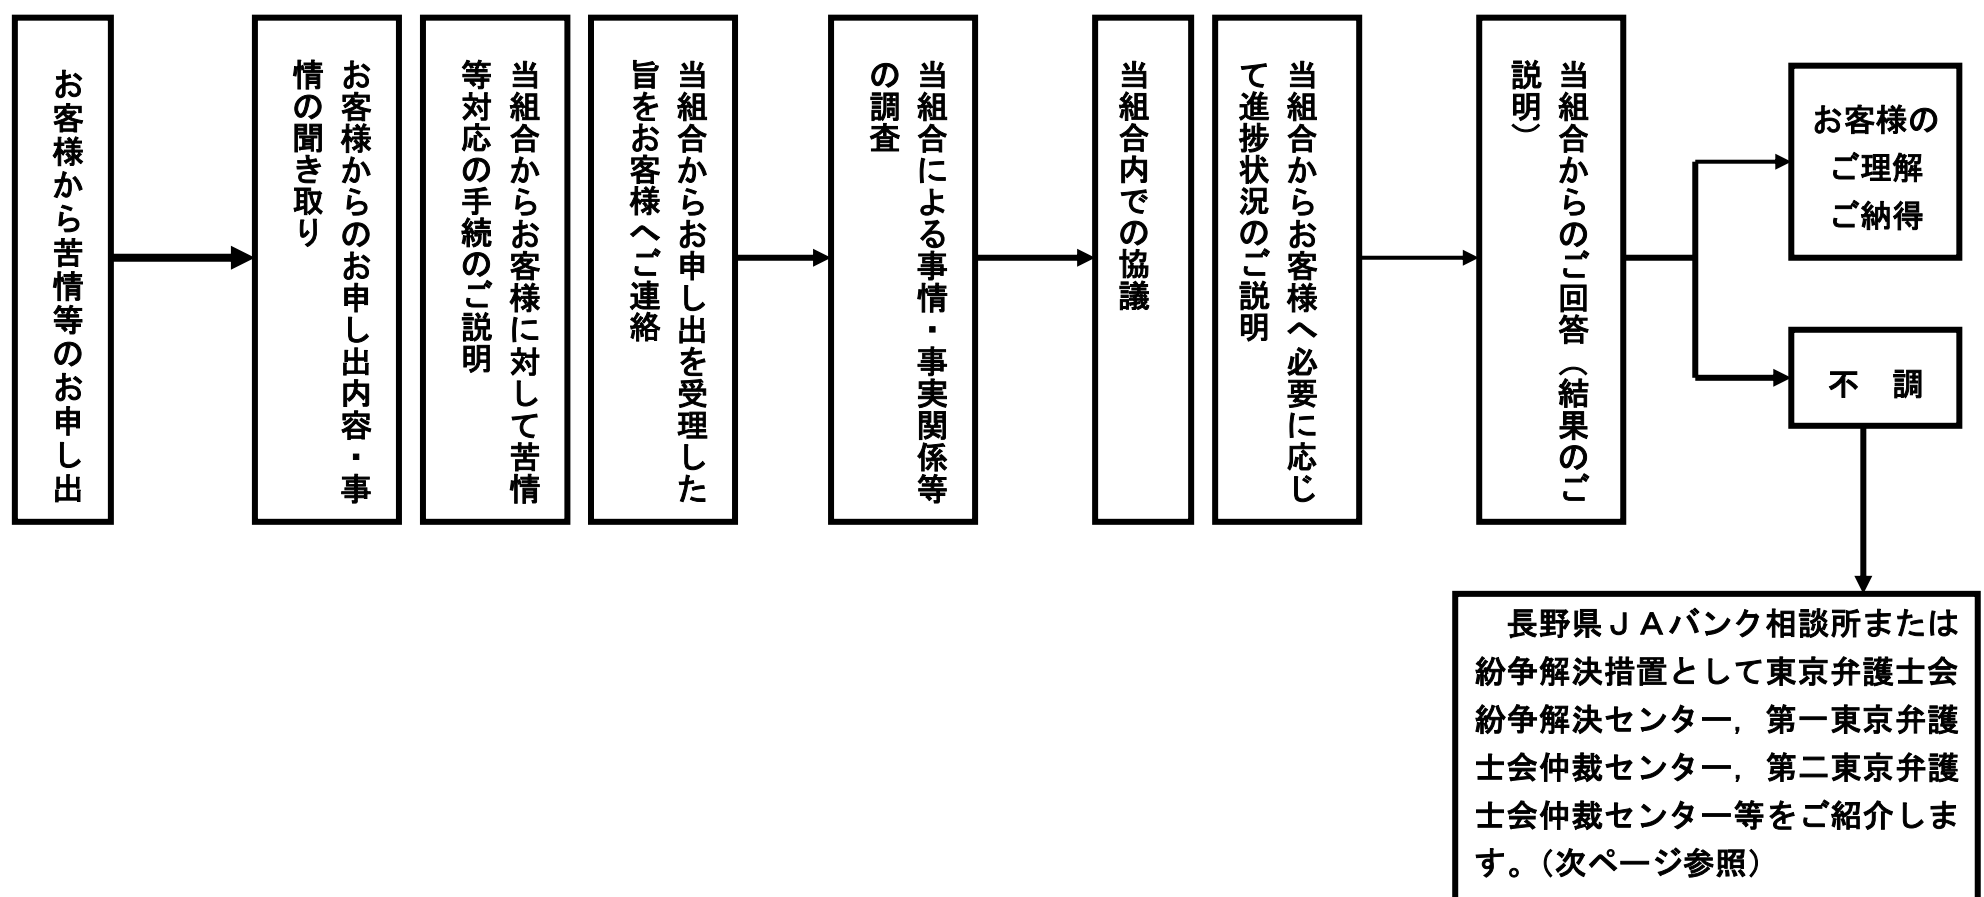 お客様から苦情等のお申し出
お客様からのお申し出内容・事
情の聞き取り
当組合からお客様に対して苦情
等対応の手続のご説明
当組合からお申し出を受理した
旨をお客様へご連絡
当組合による事情・事実関係等
の調査
当組合内での協議
当組合からお客様へ必要に応じ
て進捗状況のご説明
当組合からのご回答（結果のご
説明）
お客様の
ご理解
ご納得
不　調
長野県ＪＡバンク相談所または
紛争解決措置として東京弁護士会
紛争解決センター，第一東京弁護
士会仲裁センター，第二東京弁護
士会仲裁センター等をご紹介しま
す。（次ページ参照）